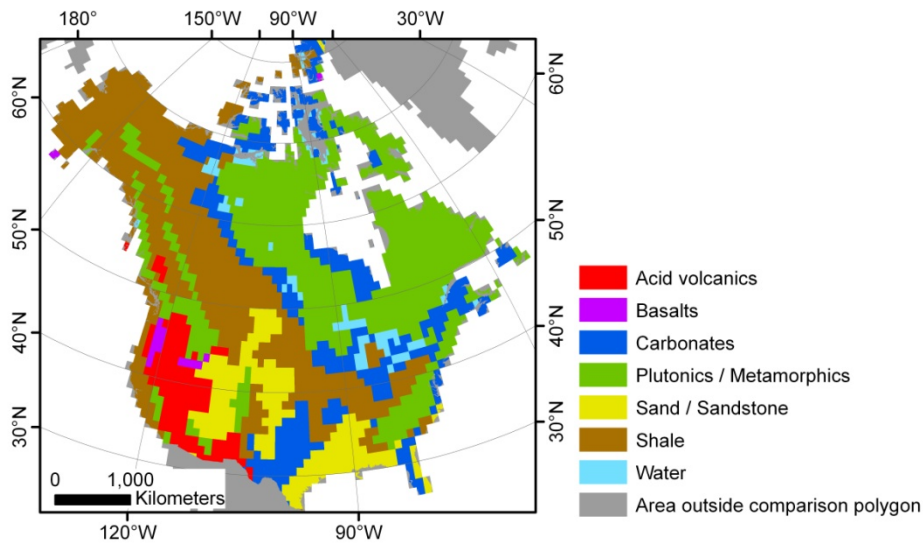 180° 150°W 90°W 30°W
60°N 60°N
50°N 50°N
40°N 40°N
30°N 30°N
Acid volcanics
Basalts
Carbonates
Plutonics / Metamorphics
Sand / Sandstone
Shale
Water
Area outside comparison polygon
0 1,000
Kilometers
120°W 90°W